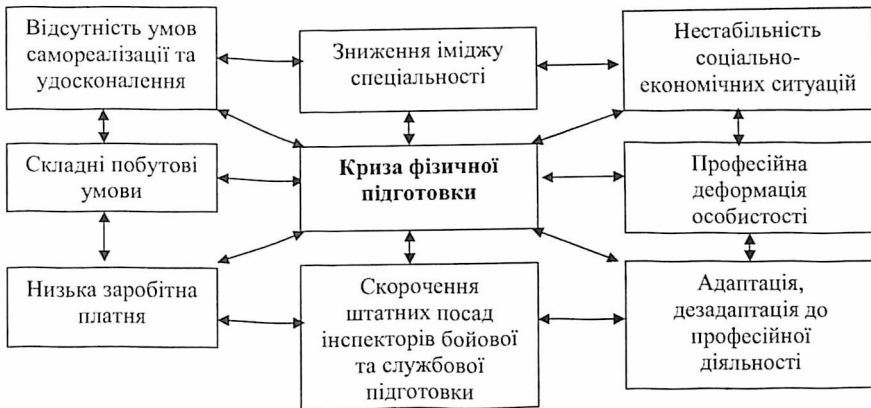 Відсутність умов
самореалізації та
удосконалення
Зниження іміджу
спеціальності
Нестабільність
соціально-
економічних ситуацій
Складні побутові
умови
Криза фізичної
підготовки
Професійна
деформація
особистості
Низька заробітна
платня
Скорочення
штатних посад
інспекторів бойової
та службової
підготовки
Адаптація,
дезадаптація до
професійної
діяльності